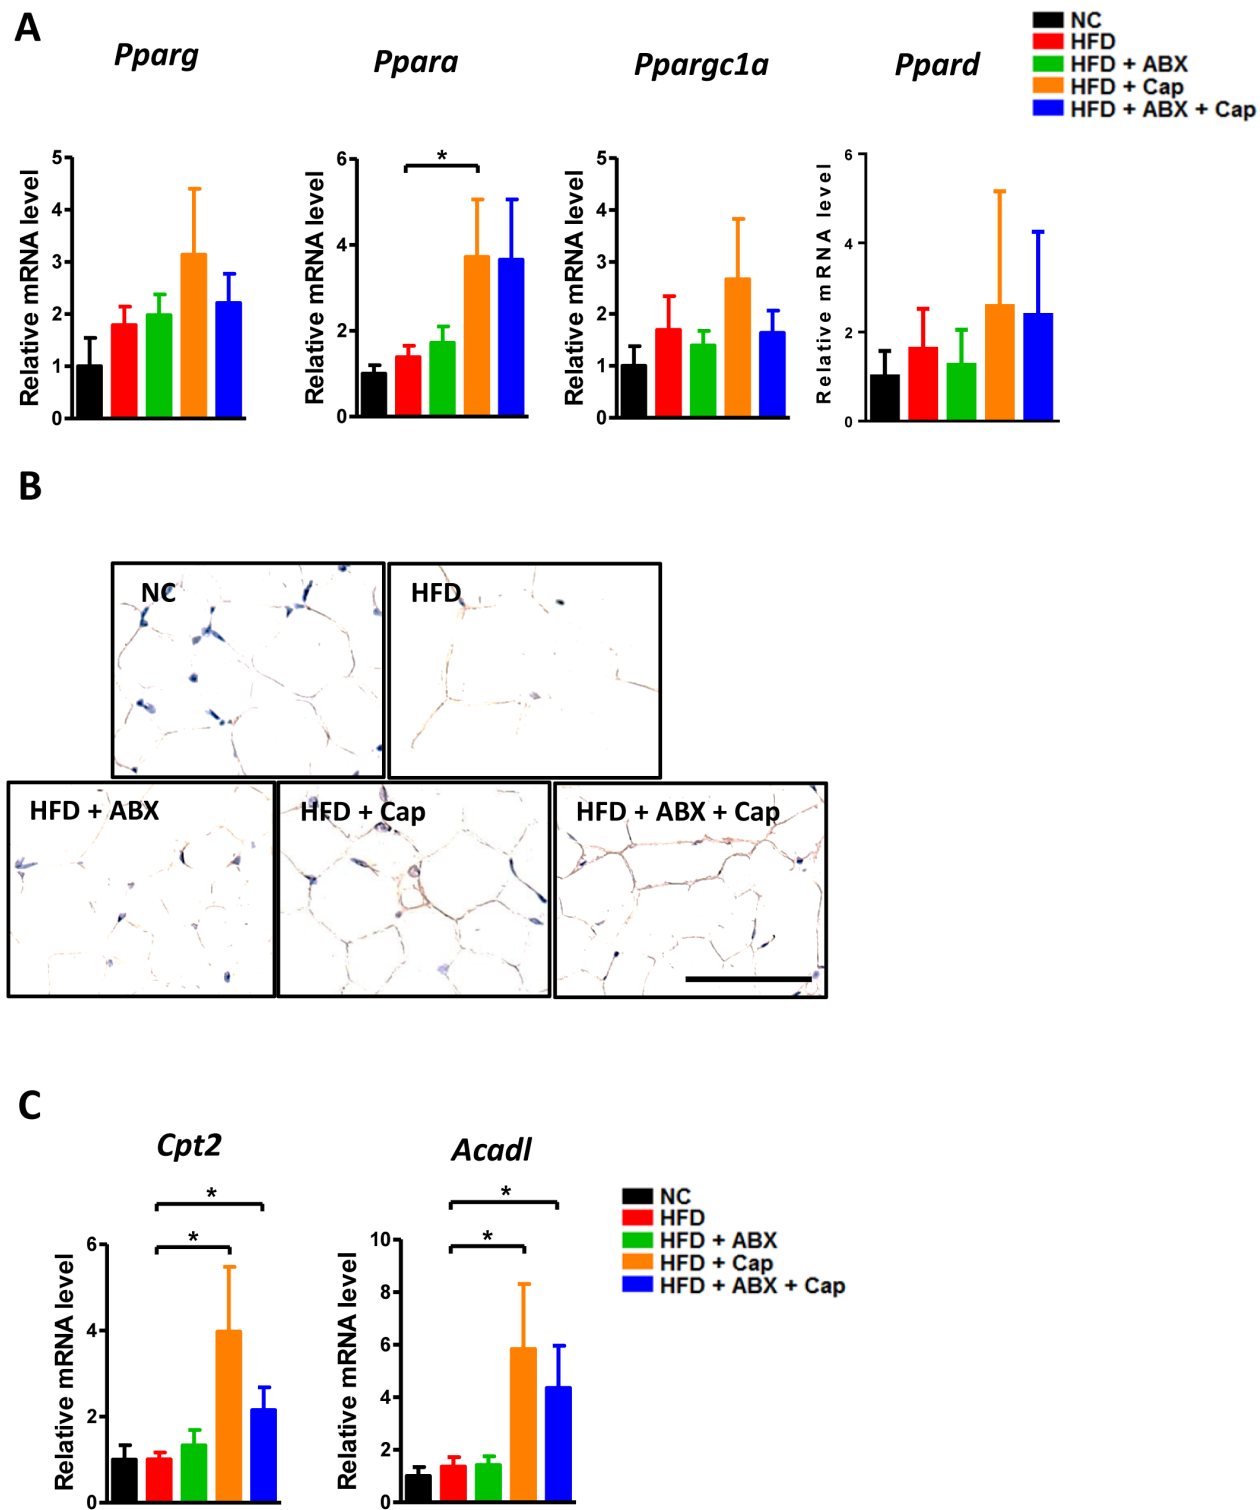 A
Pparg
Ppara
Ppargc1a
Ppard
NC
HFD
HFD + ABX
HFD + Cap
HFD + ABX + Cap
Relative mRNA level
5
4
3
2
1
0
Relative mRNA level
6
4
2
0
*
Relative mRNA level
5
4
3
2
1
0
Relative mRNA level
6
4
2
0
B
NC
HFD
HFD + ABX
HFD + Cap
HFD + ABX + Cap
C
Cpt2
Acadl
NC
HFD
HFD + ABX
HFD + Cap
HFD + ABX + Cap
Relative mRNA level
6
4
2
0
*
*
Relative mRNA level
10
8
6
4
2
0
*
*